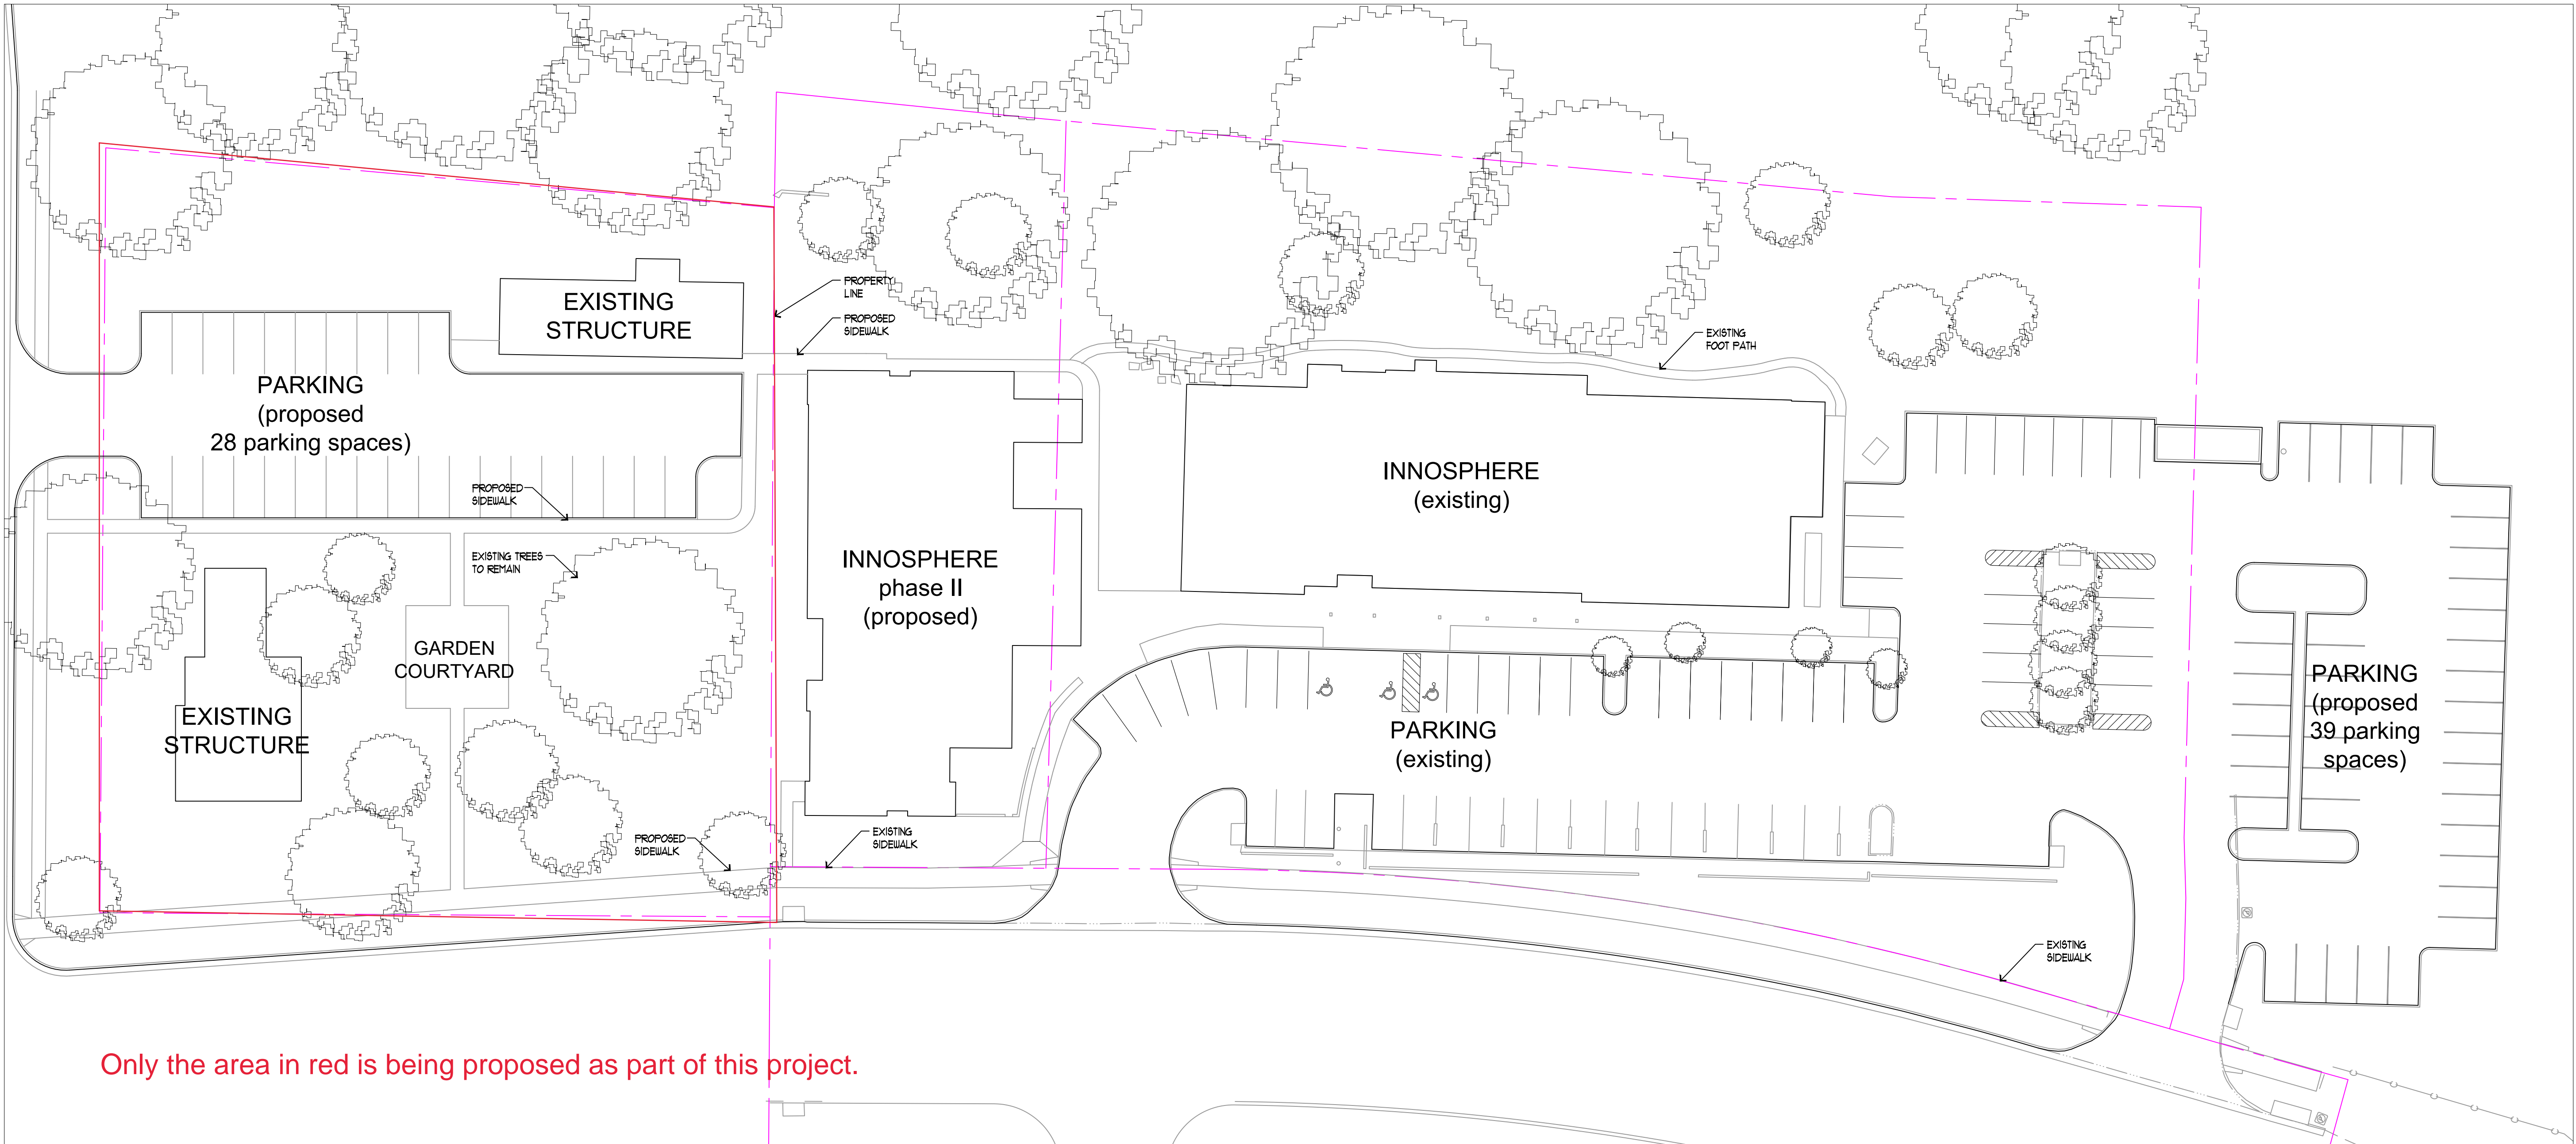 PROPERTY
LINE
EXISTING
STRUCTURE
PROPOSED
SIDEWALK
EXISTING
FOOT PATH
PARKING
(proposed
28 parking spaces)
INNOSPHERE
(existing)
PROPOSED
SIDEWALK
EXISTING TREES
TO REMAIN
INNOSPHERE
phase II
(proposed)
GARDEN
COURTYARD
EXISTING
STRUCTURE
PARKING
(existing)
PARKING
(proposed
39 parking
spaces)
PROPOSED
SIDEWALK
EXISTING
SIDEWALK
EXISTING
SIDEWALK
Only the area in red is being proposed as part of this project.